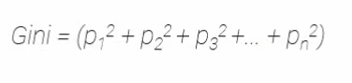 Gini = (p₁² + p₂² + p₃² +... + pₙ²)